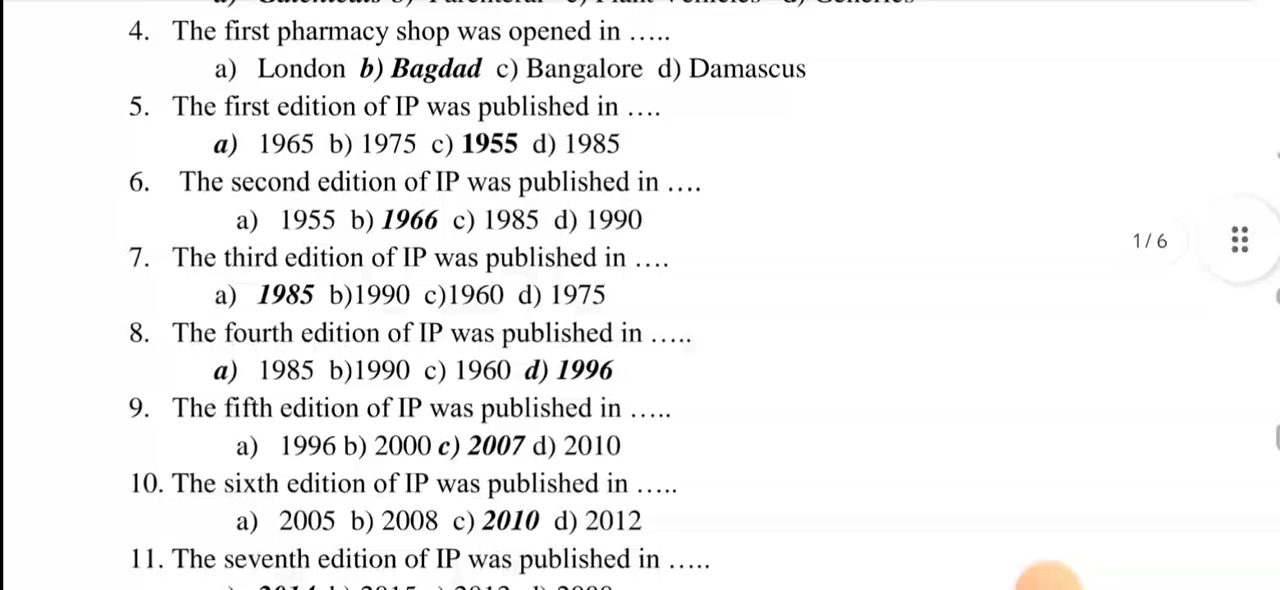 4. The first pharmacy shop was opened in …..
a) London b) Bagdad c) Bangalore d) Damascus
5. The first edition of IP was published in ….
a) 1965 b) 1975 c) 1955 d) 1985
6. The second edition of IP was published in ….
a) 1955 b) 1966 c) 1985 d) 1990
7. The third edition of IP was published in ….
a) 1985 b)1990 c)1960 d) 1975
1/6
8. The fourth edition of IP was published in …..
a) 1985 b)1990 c) 1960 d) 1996
9. The fifth edition of IP was published in …..
a) 1996 b) 2000 c) 2007 d) 2010
10. The sixth edition of IP was published in …..
a) 2005 b) 2008 c) 2010 d) 2012
11. The seventh edition of IP was published in …..